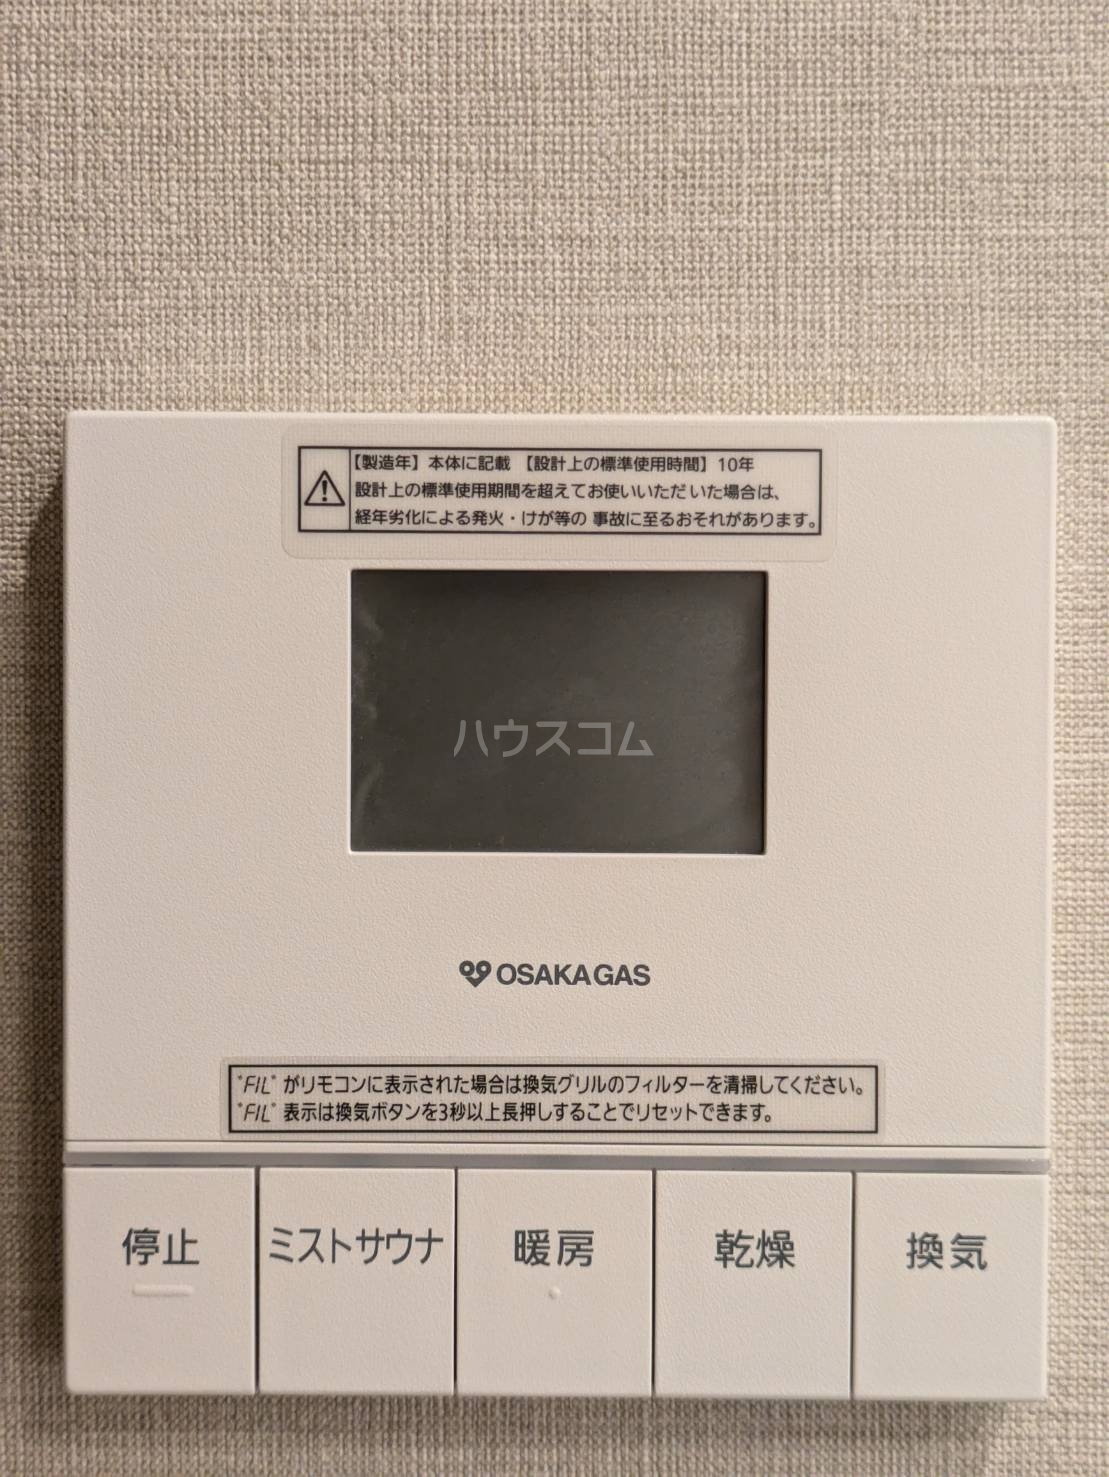 【製造年】本体に記載 【設計上の標準使用時間】10年
設計上の標準使用期間を超えてお使いいただいた場合は、
経年劣化による発火・けが等の 事故に至るおそれがあります。
ハウスコム
OSAKA GAS
"FIL" がリモコンに表示された場合は換気グリルのフィルターを清掃してください。
"FIL" 表示は換気ボタンを3秒以上長押しすることでリセットできます。
停止 ミストサウナ 暖房 乾燥 換気